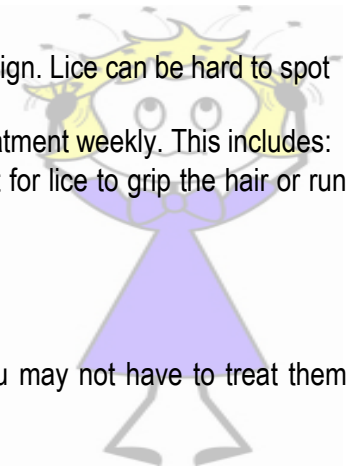 ign. Lice can be hard to spot
atment weekly. This includes:
for lice to grip the hair or run
u may not have to treat them